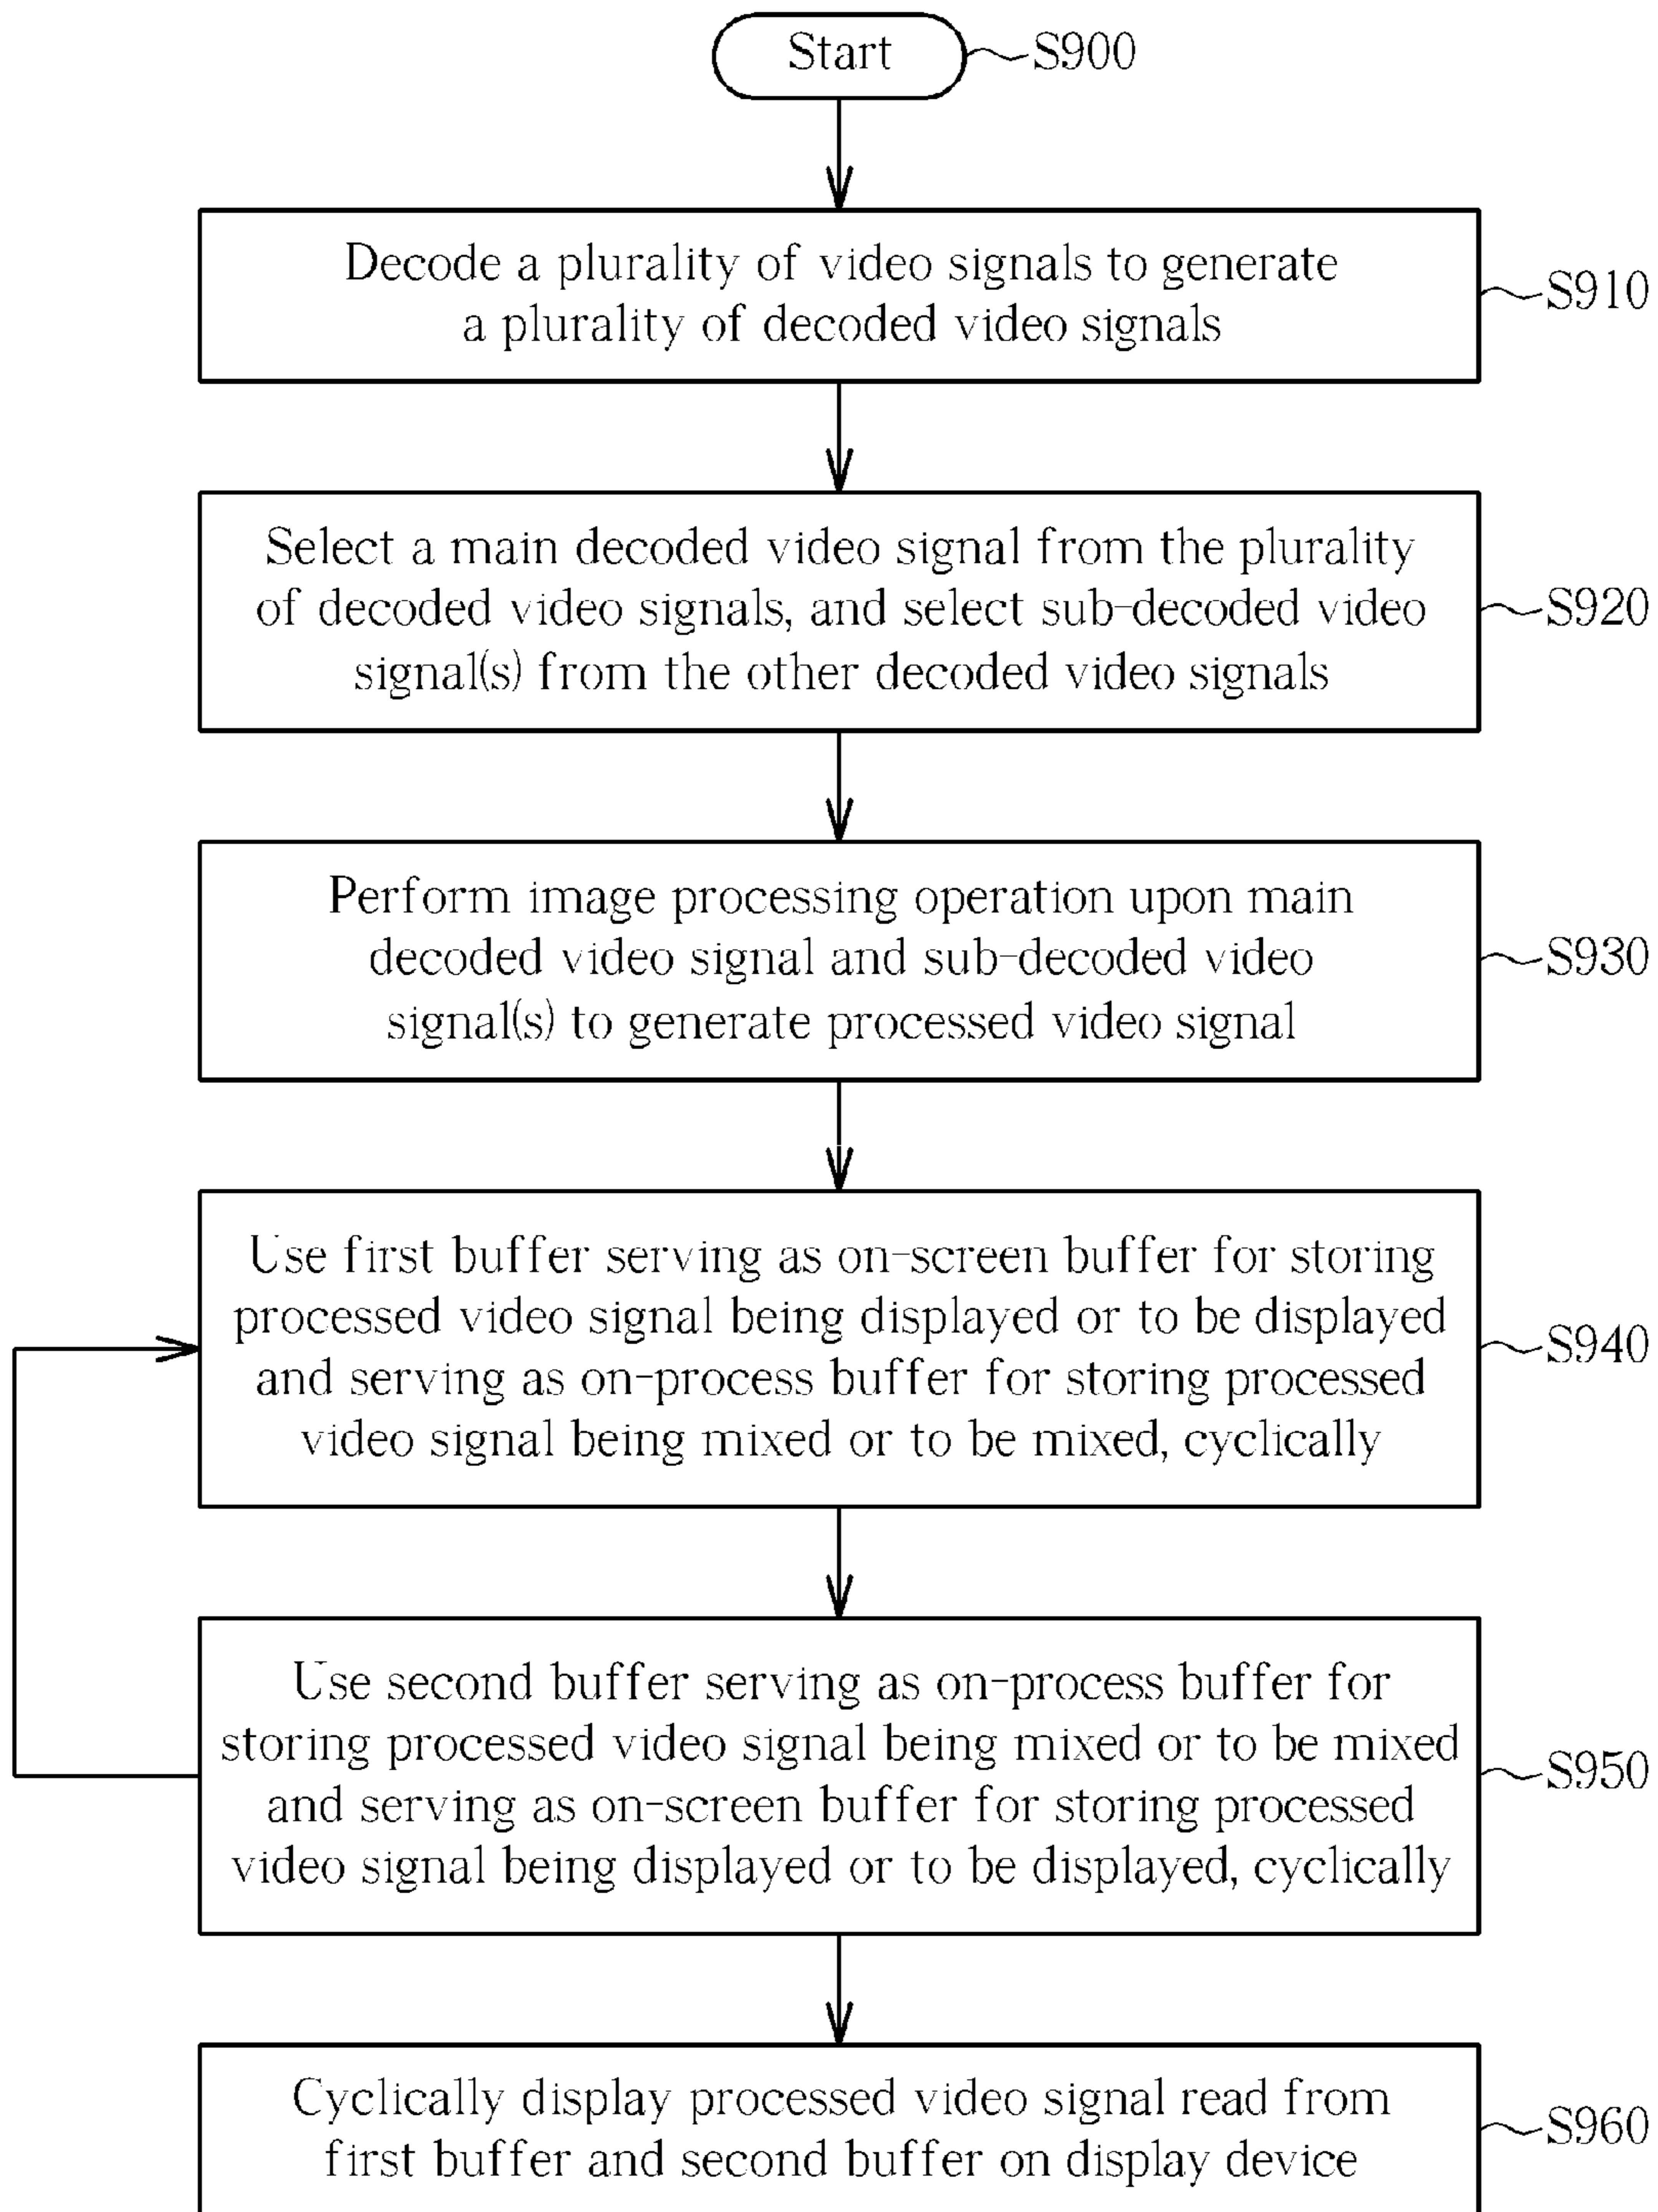 Start
S900
Decode a plurality of video signals to generate
a plurality of decoded video signals
S910
Select a main decoded video signal from the plurality
of decoded video signals, and select sub-decoded video
signal(s) from the other decoded video signals
S920
Perform image processing operation upon main
decoded video signal and sub-decoded video
signal(s) to generate processed video signal
S930
Use first buffer serving as on-screen buffer for storing
processed video signal being displayed or to be displayed
and serving as on-process buffer for storing processed
video signal being mixed or to be mixed, cyclically
S940
Use second buffer serving as on-process buffer for
storing processed video signal being mixed or to be mixed
and serving as on-screen buffer for storing processed
video signal being displayed or to be displayed, cyclically
S950
Cyclically display processed video signal read from
first buffer and second buffer on display device
S960